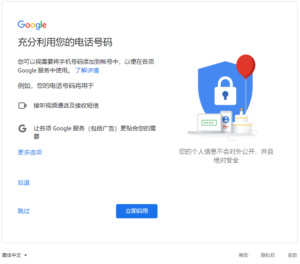 Google
充分利用您的电话号码
您可以视需要将手机号码添加到帐号中，以便在各项
Google 服务中使用。 了解详情
例如，您的电话号码将用于
接听视频通话及接收短信
让各项 Google 服务（包括广告）更贴合您的需
要
更多选项
您的个人信息不会对外公开，并且
绝对安全
后退
跳过
立即启用
简体中文
帮助
隐私权
条款